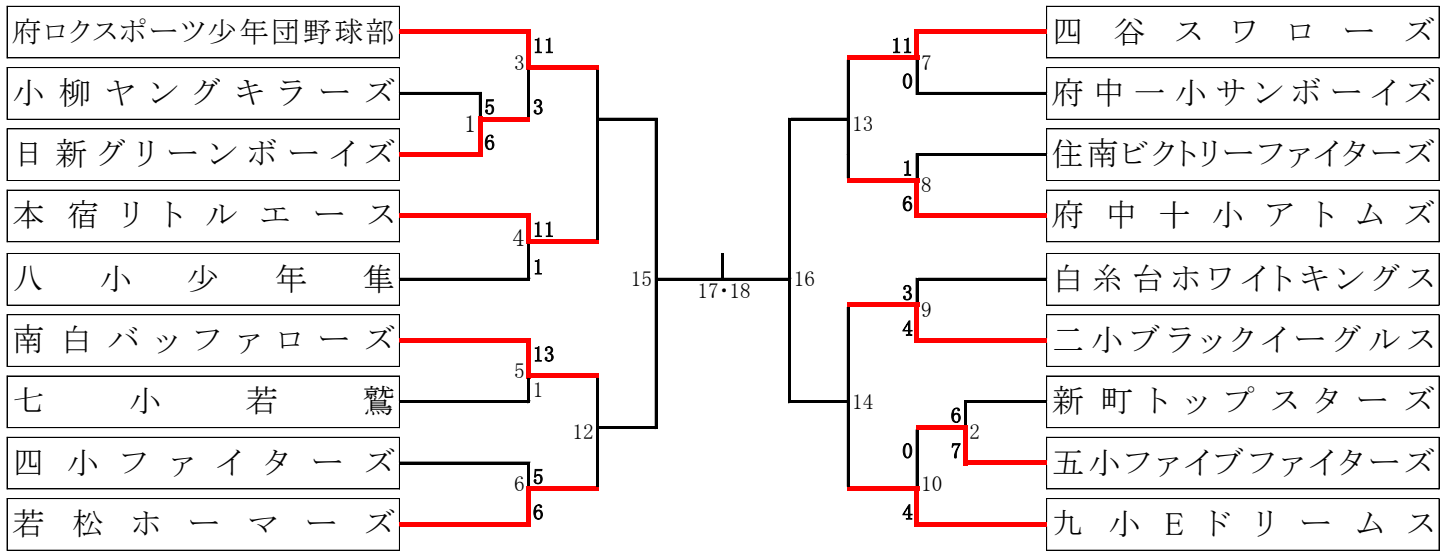 府ロクスポーツ少年団野球部
小柳ヤングキラーズ
日新グリーンボーイズ
本宿リトルエース
八小少年隼
南白バッファローズ
七小若鷲
四小ファイターズ
若松ホーマーズ
11
3
3
5
1
6
11
4
1
13
5
1
12
5
6
6
15
17・18
16
13
14
11
7
0
1
8
6
3
9
4
6
2
7
0
10
4
四谷スワローズ
府中一小サンボーイズ
住南ビクトリーファイターズ
府中十小アトムズ
白糸台ホワイトキングス
二小ブラックイーグルス
新町トップスターズ
五小ファイブファイターズ
九小Eドリームス